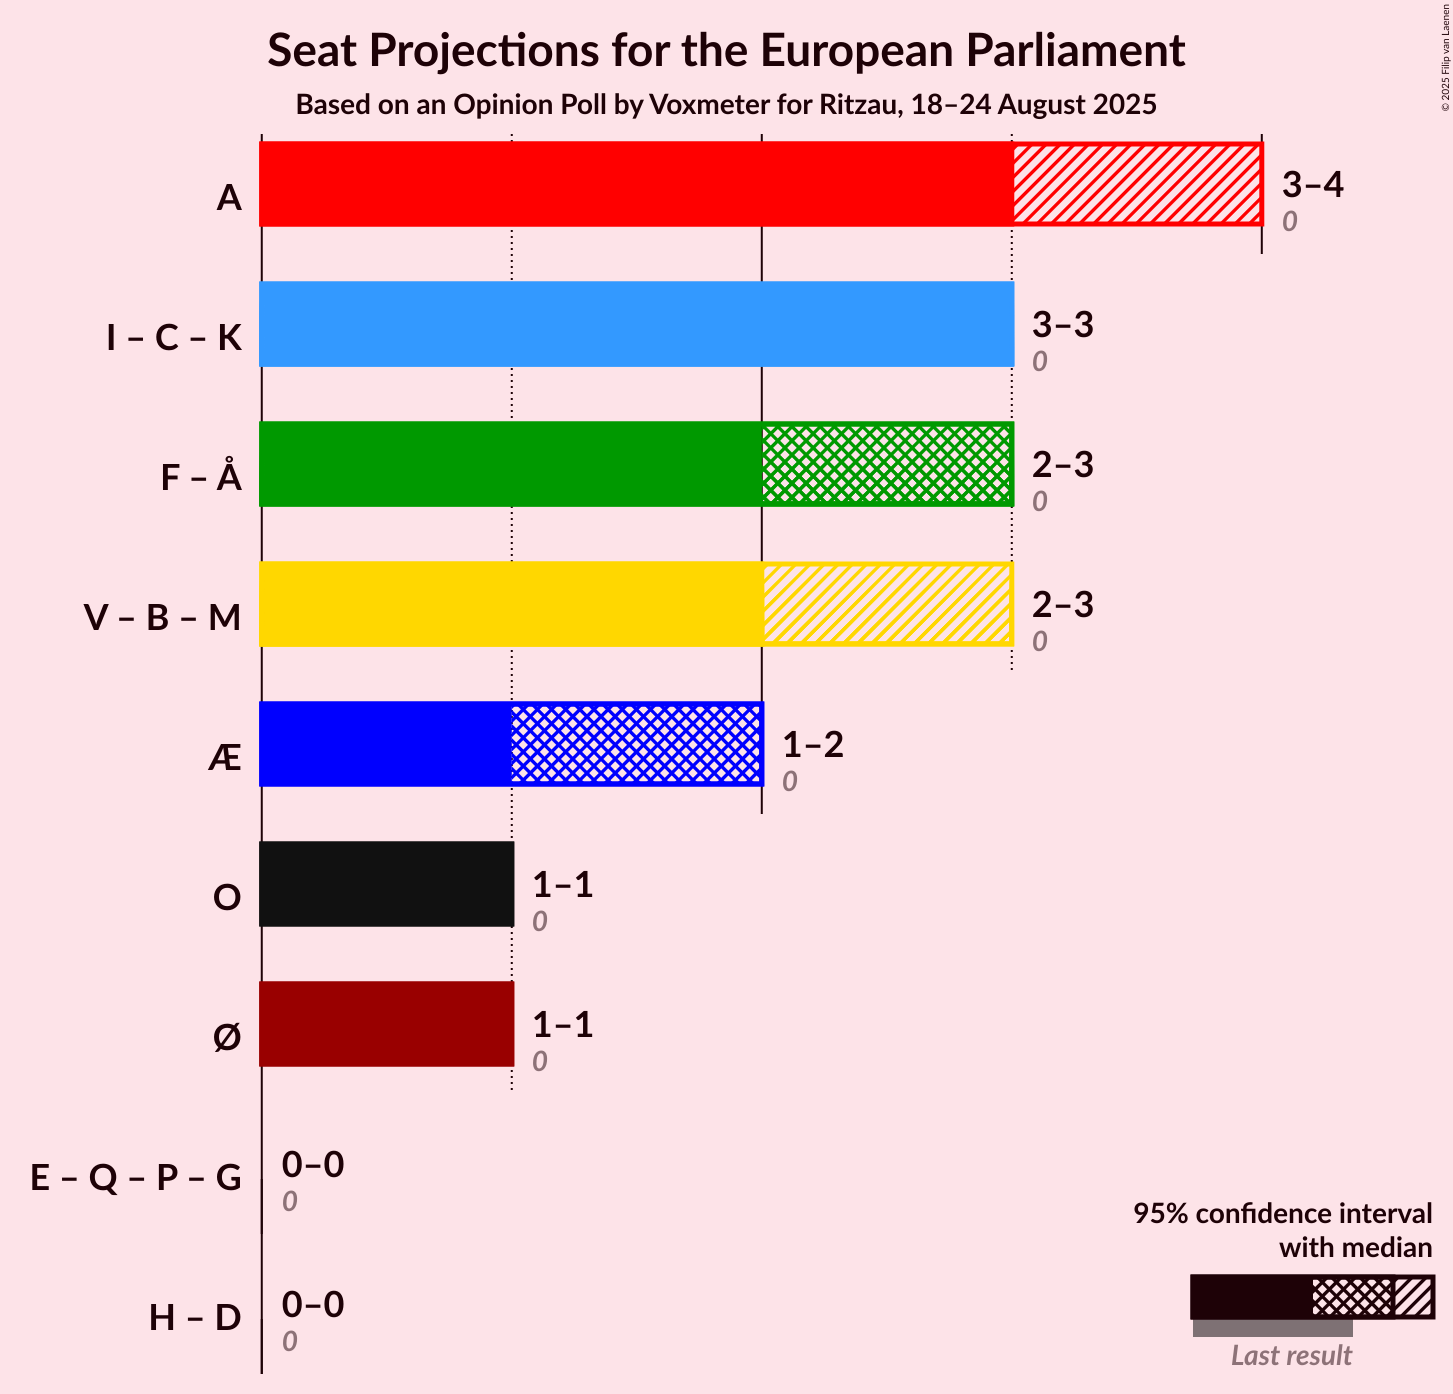 Seat Projections for the European Parliament
Based on an Opinion Poll by Voxmeter for Ritzau, 18–24 August 2025
© 2025 Filip van Laenen
A
3–4
0
I – C – K
3–3
0
F – Å
2–3
0
V – B – M
2–3
0
Æ
1–2
0
O
1–1
0
Ø
1–1
0
E – Q – P – G
0–0
0
H – D
0–0
0
95% confidence interval
with median
Last result